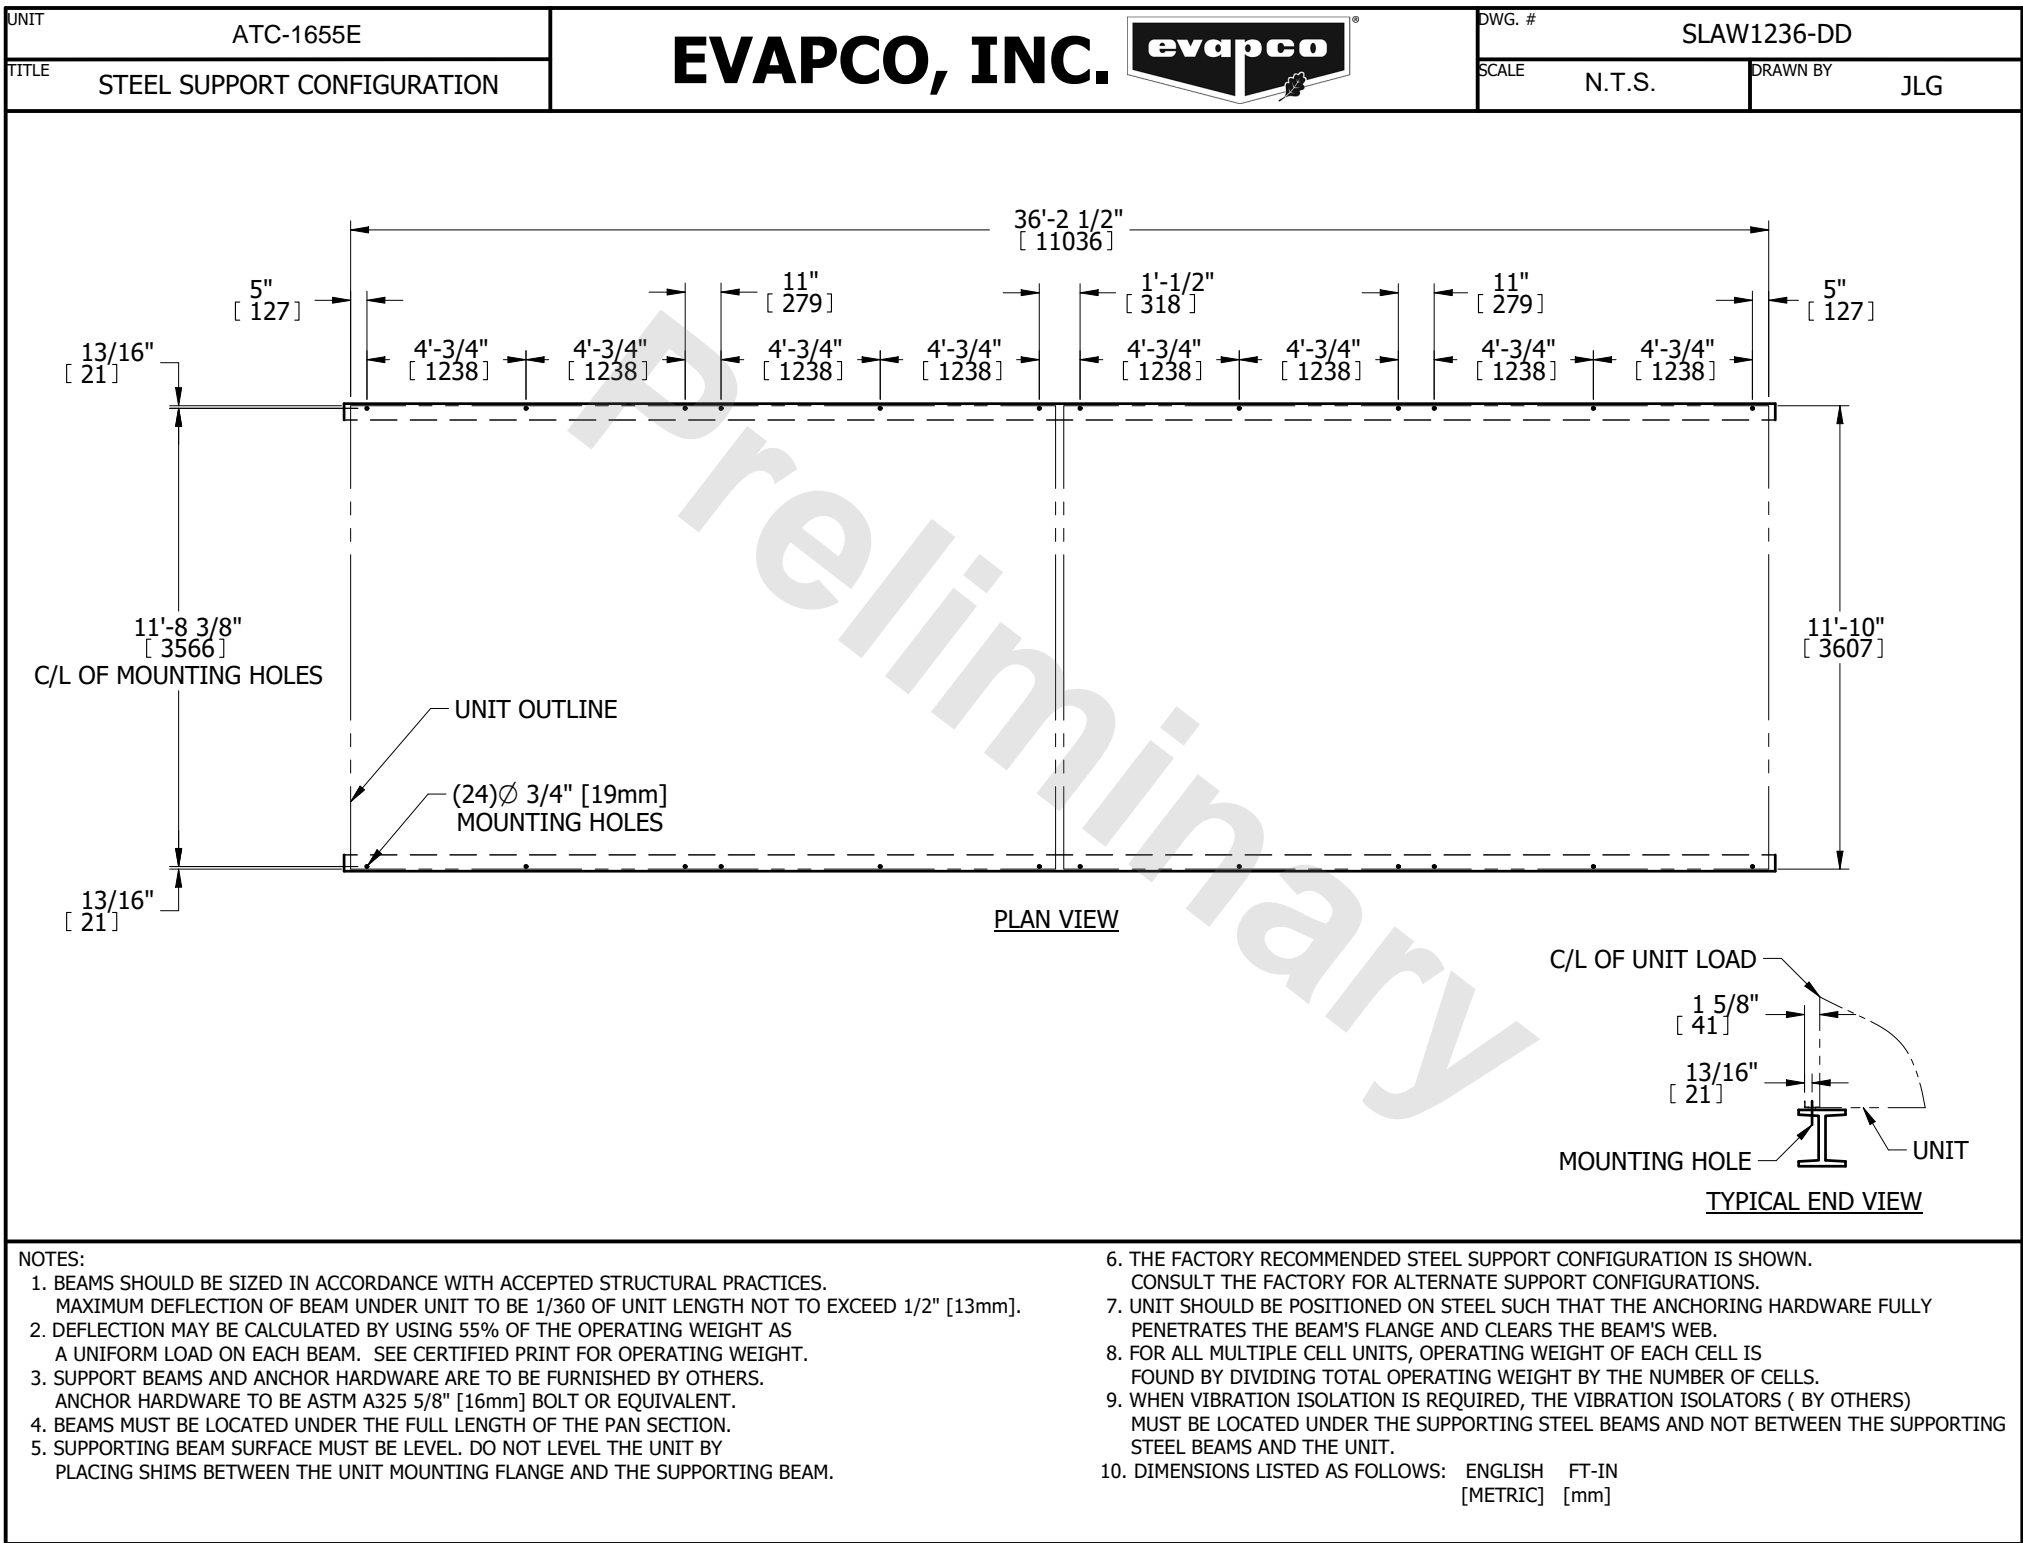 UNIT
ATC-1655E
TITLE
STEEL SUPPORT CONFIGURATION
EVAPCO, INC.
evapco
®
DWG. #
SLAW1236-DD
SCALE
N.T.S.
DRAWN BY
JLG
36'-2 1/2"
[ 11036 ]
5"
[ 127 ]
11"
[ 279 ]
1'-1/2"
[ 318 ]
11"
[ 279 ]
5"
[ 127 ]
13/16"
[ 21 ]
4'-3/4"
[ 1238 ]
4'-3/4"
[ 1238 ]
4'-3/4"
[ 1238 ]
4'-3/4"
[ 1238 ]
4'-3/4"
[ 1238 ]
4'-3/4"
[ 1238 ]
4'-3/4"
[ 1238 ]
4'-3/4"
[ 1238 ]
11'-8 3/8"
[ 3566 ]
C/L OF MOUNTING HOLES
11'-10"
[ 3607 ]
UNIT OUTLINE
(24)∅ 3/4" [19mm]
MOUNTING HOLES
13/16"
[ 21 ]
PLAN VIEW
Preliminary
C/L OF UNIT LOAD
1 5/8"
[ 41 ]
13/16"
[ 21 ]
MOUNTING HOLE
UNIT
TYPICAL END VIEW
NOTES:
1. BEAMS SHOULD BE SIZED IN ACCORDANCE WITH ACCEPTED STRUCTURAL PRACTICES.
MAXIMUM DEFLECTION OF BEAM UNDER UNIT TO BE 1/360 OF UNIT LENGTH NOT TO EXCEED 1/2" [13mm].
2. DEFLECTION MAY BE CALCULATED BY USING 55% OF THE OPERATING WEIGHT AS
A UNIFORM LOAD ON EACH BEAM. SEE CERTIFIED PRINT FOR OPERATING WEIGHT.
3. SUPPORT BEAMS AND ANCHOR HARDWARE ARE TO BE FURNISHED BY OTHERS.
ANCHOR HARDWARE TO BE ASTM A325 5/8" [16mm] BOLT OR EQUIVALENT.
4. BEAMS MUST BE LOCATED UNDER THE FULL LENGTH OF THE PAN SECTION.
5. SUPPORTING BEAM SURFACE MUST BE LEVEL. DO NOT LEVEL THE UNIT BY
PLACING SHIMS BETWEEN THE UNIT MOUNTING FLANGE AND THE SUPPORTING BEAM.
6. THE FACTORY RECOMMENDED STEEL SUPPORT CONFIGURATION IS SHOWN.
CONSULT THE FACTORY FOR ALTERNATE SUPPORT CONFIGURATIONS.
7. UNIT SHOULD BE POSITIONED ON STEEL SUCH THAT THE ANCHORING HARDWARE FULLY
PENETRATES THE BEAM'S FLANGE AND CLEARS THE BEAM'S WEB.
8. FOR ALL MULTIPLE CELL UNITS, OPERATING WEIGHT OF EACH CELL IS
FOUND BY DIVIDING TOTAL OPERATING WEIGHT BY THE NUMBER OF CELLS.
9. WHEN VIBRATION ISOLATION IS REQUIRED, THE VIBRATION ISOLATORS ( BY OTHERS)
MUST BE LOCATED UNDER THE SUPPORTING STEEL BEAMS AND NOT BETWEEN THE SUPPORTING
STEEL BEAMS AND THE UNIT.
10. DIMENSIONS LISTED AS FOLLOWS: ENGLISH FT-IN
[METRIC] [mm]